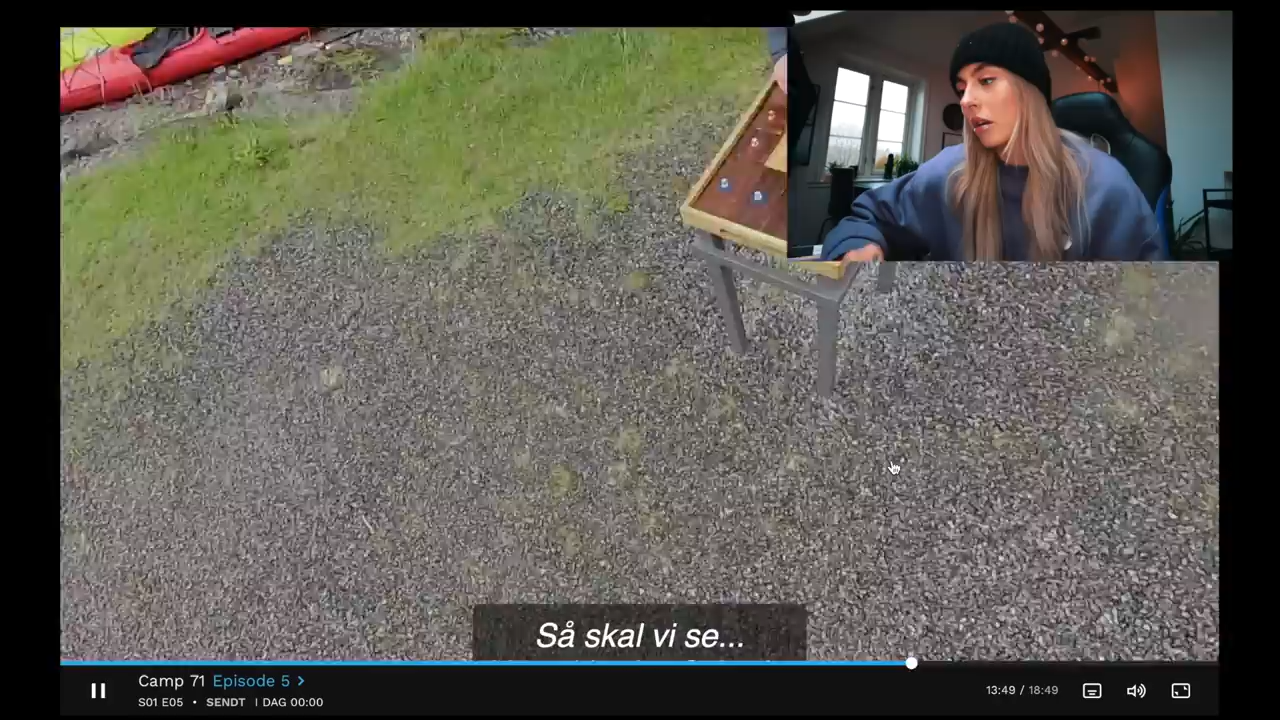 Så skal vi se...
Camp 71 Episode 5 >
S01 E05 • SENDT I DAG 00:00
13:49 / 18:49